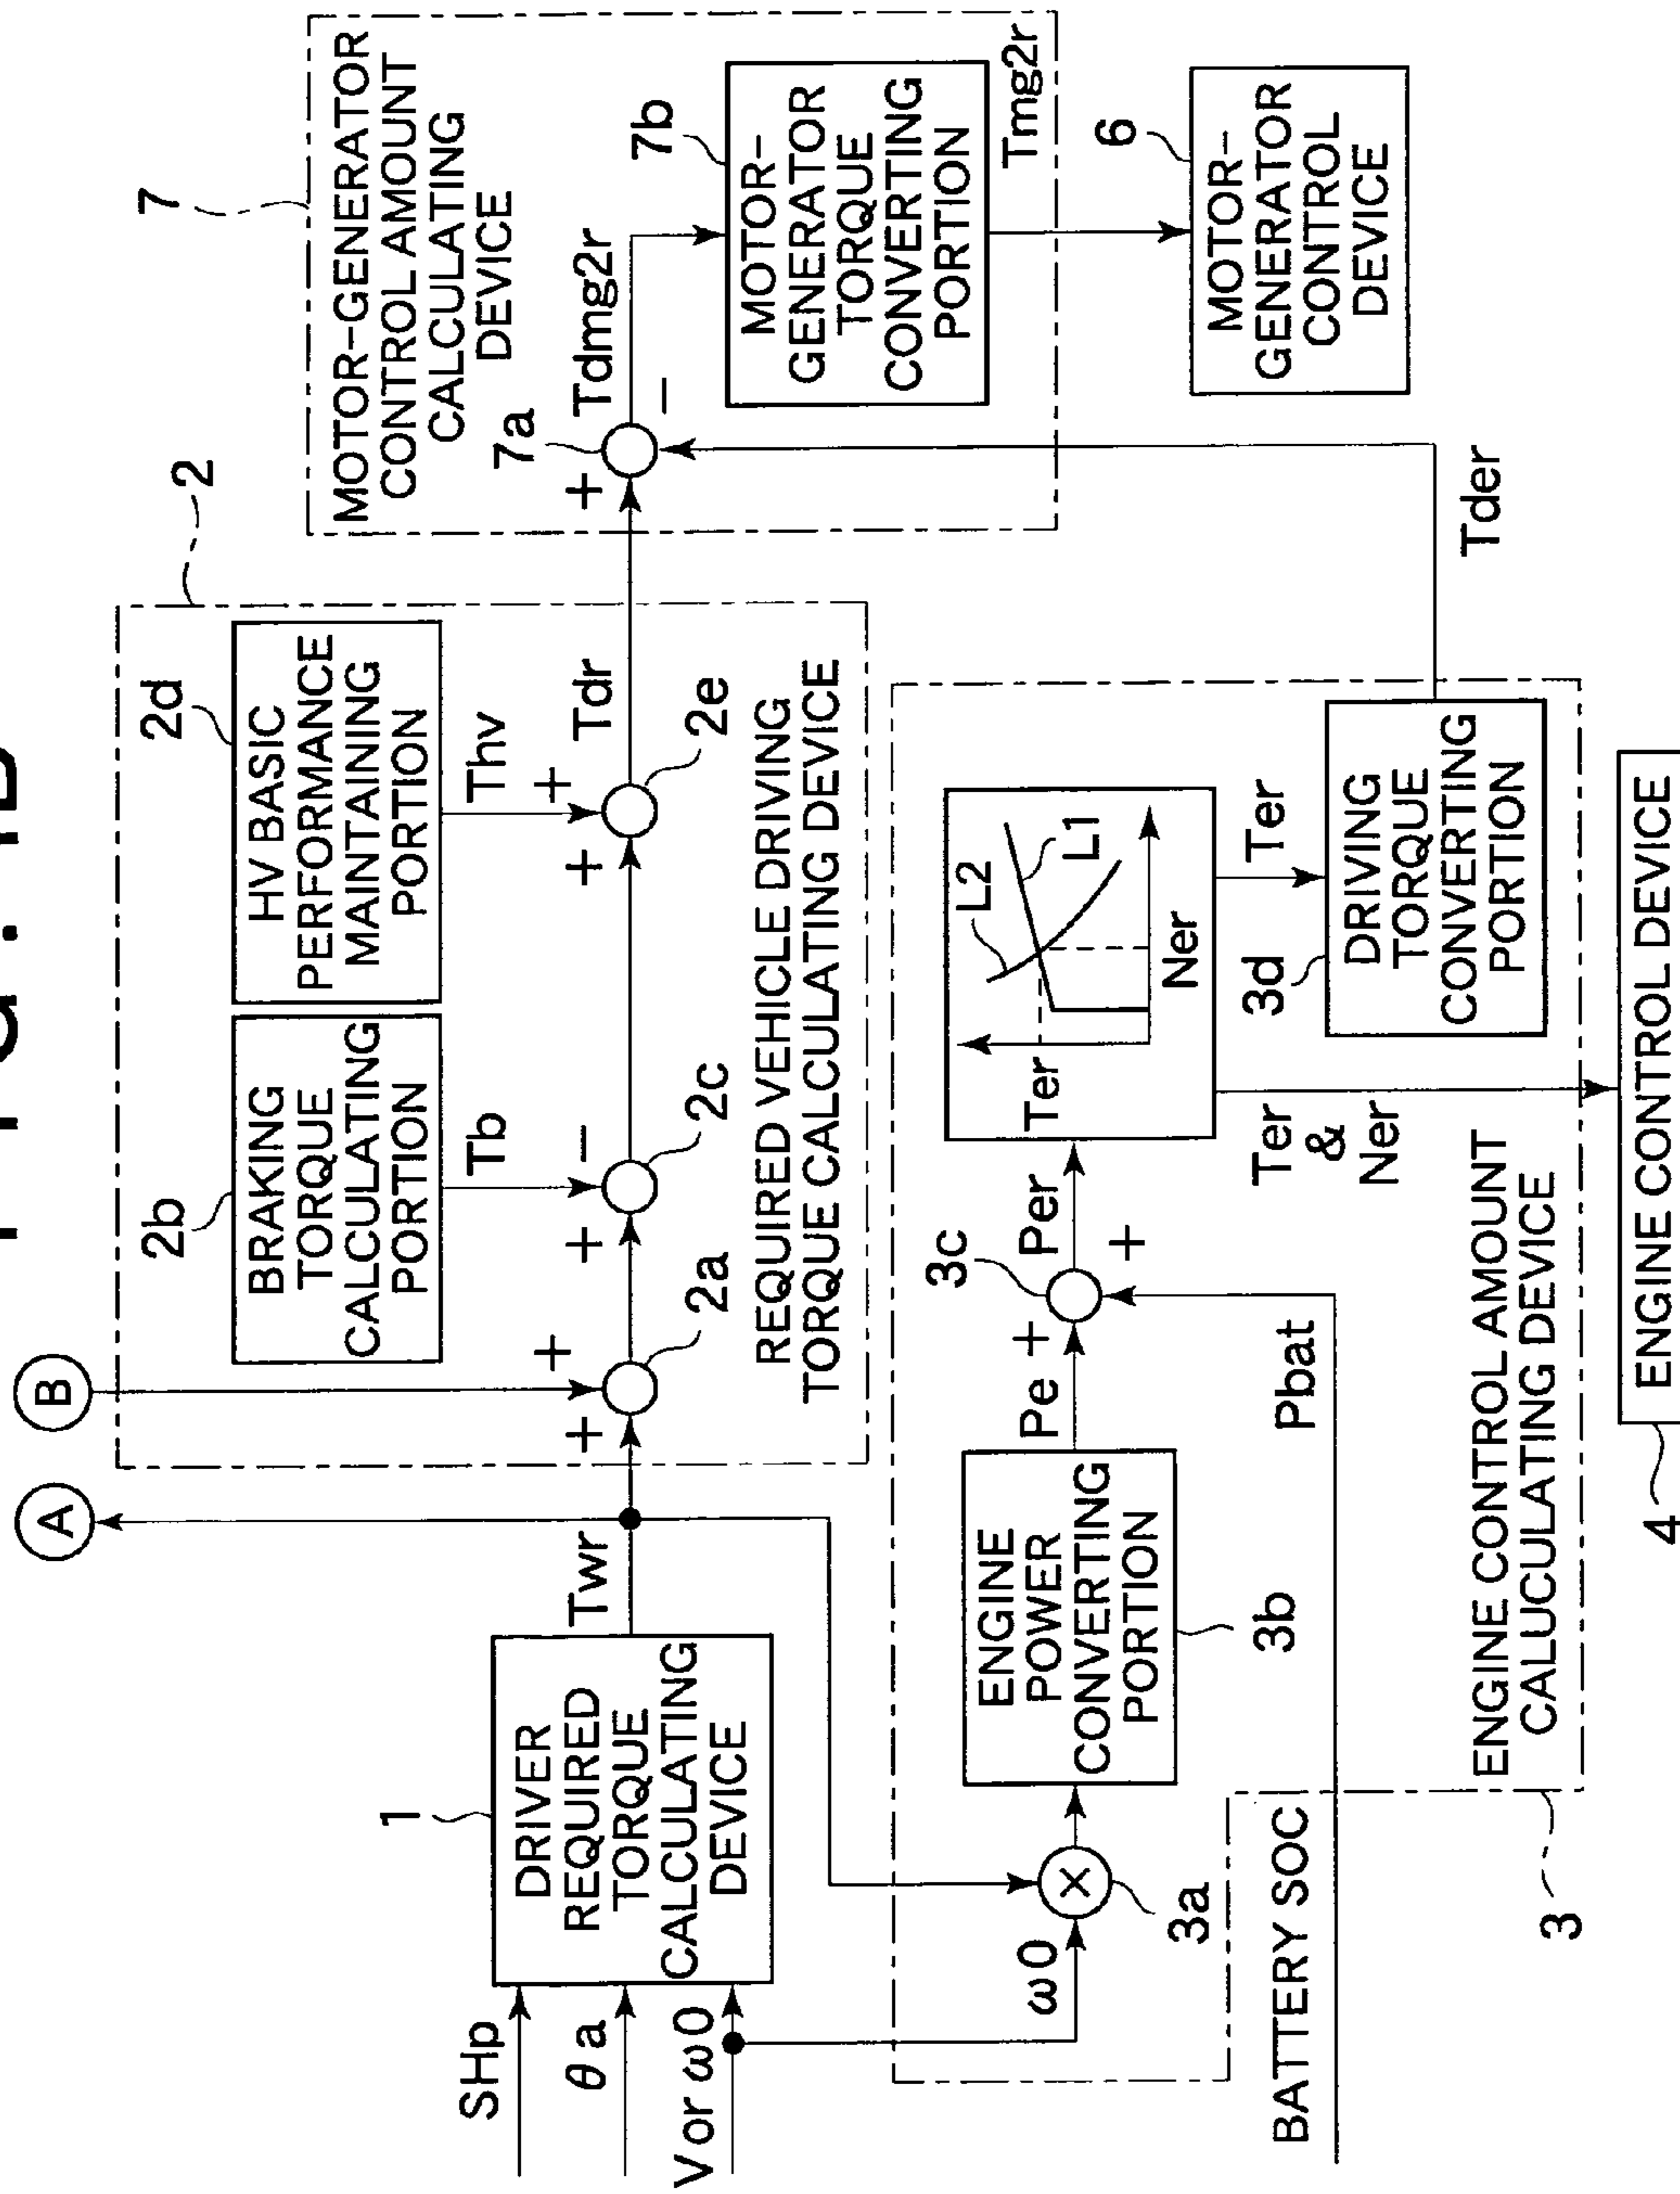 A
B
2
7
2b
BRAKING
TORQUE
CALCULATING
PORTION
2d
HV BASIC
PERFORMANCE
MAINTAINING
PORTION
MOTOR-GENERATOR
CONTROL AMOUNT
CALCULATING
DEVICE
SHp
θa
V or ω0
1
DRIVER
REQUIRED
TORQUE
CALCULATING
DEVICE
Twr
+
+
2a
Tb
+
−
2c
Thv
+
+
2e
Tdr
7a
+
−
Tdmg2r
7b
MOTOR-
GENERATOR
TORQUE
CONVERTING
PORTION
Tmg2r
REQUIRED VEHICLE DRIVING
TORQUE CALCULATING DEVICE
6
MOTOR-
GENERATOR
CONTROL
DEVICE
ω0
×
3a
ENGINE
POWER
CONVERTING
PORTION
3b
Pe
+
3c
+
Per
Pbat
Ter
L2
L1
Ner
Ter
&
Ner
Ter
3d
DRIVING
TORQUE
CONVERTING
PORTION
Tder
BATTERY SOC
3
ENGINE CONTROL AMOUNT
CALUCULATING DEVICE
4
ENGINE CONTROL DEVICE